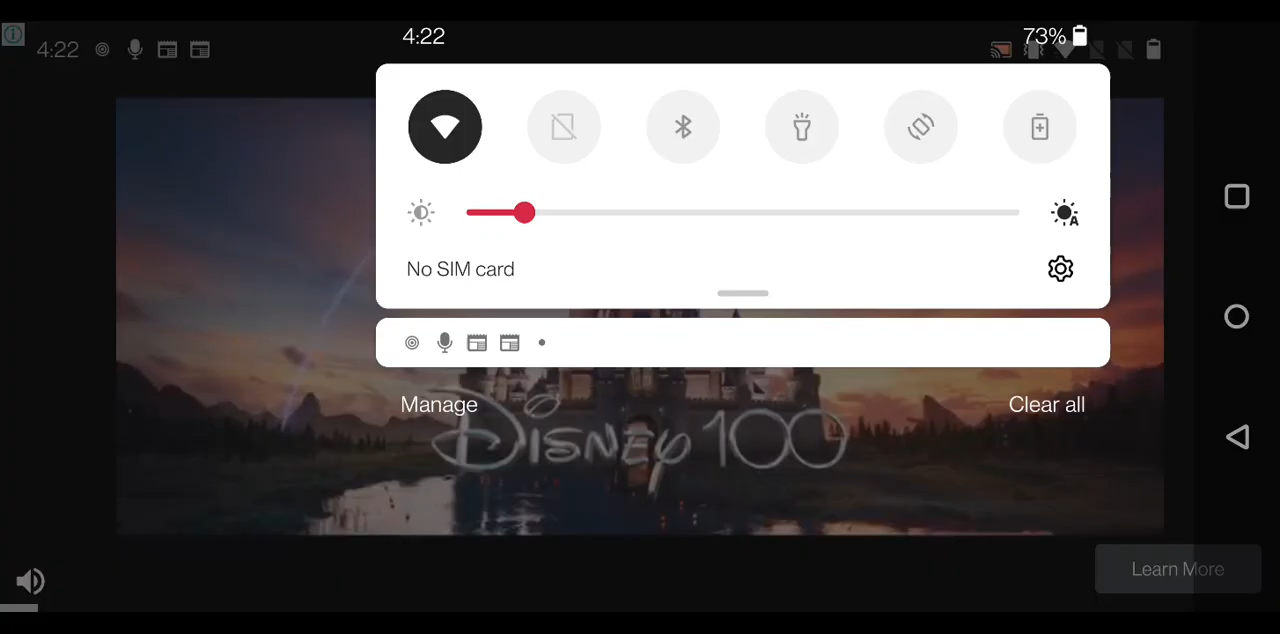 4:22
4:22
73%
A
No SIM card
Manage
Clear all
DISNEY 100
Learn More